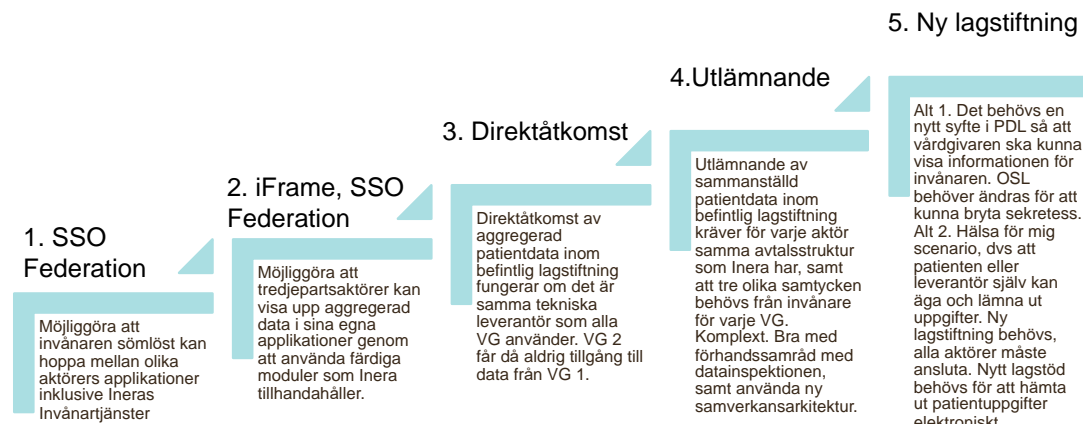 1. SSO
Federation
Möjliggöra att
invånaren sömlöst kan
hoppa mellan olika
aktörers applikationer
inklusive Ineras
Invånartjänster
2. iFrame, SSO
Federation
Möjliggöra att
tredjepartsaktörer kan
visa upp aggregerad
data i sina egna
applikationer genom
att använda färdiga
moduler som Inera
tillhandahåller.
3. Direktåtkomst
Direktåtkomst av
aggregerad
patientdata inom
befintlig lagstiftning
fungerar om det är
samma tekniska
leverantör som alla
VG använder. VG 2
får då aldrig tillgång till
data från VG 1.
4.Utlämnande
Utlämnande av
sammanställd
patientdata inom
befintlig lagstiftning
kräver för varje aktör
samma avtalsstruktur
som Inera har, samt
att tre olika samtycken
behövs från invånare
för varje VG.
Komplext. Bra med
förhandssamråd med
datainspektionen,
samt använda ny
samverkansarkitektur.
5. Ny lagstiftning
Alt 1. Det behövs en
nytt syfte i PDL så att
vårdgivaren ska kunna
visa informationen för
invånaren. OSL
behöver ändras för att
kunna bryta sekretess.
Alt 2. Hälsa för mig
scenario, dvs att
patienten eller
leverantör själv kan
äga och lämna ut
uppgifter. Ny
lagstiftning behövs,
alla aktörer måste
ansluta. Nytt lagstöd
behövs för att hämta
ut patientuppgifter
elektroniskt